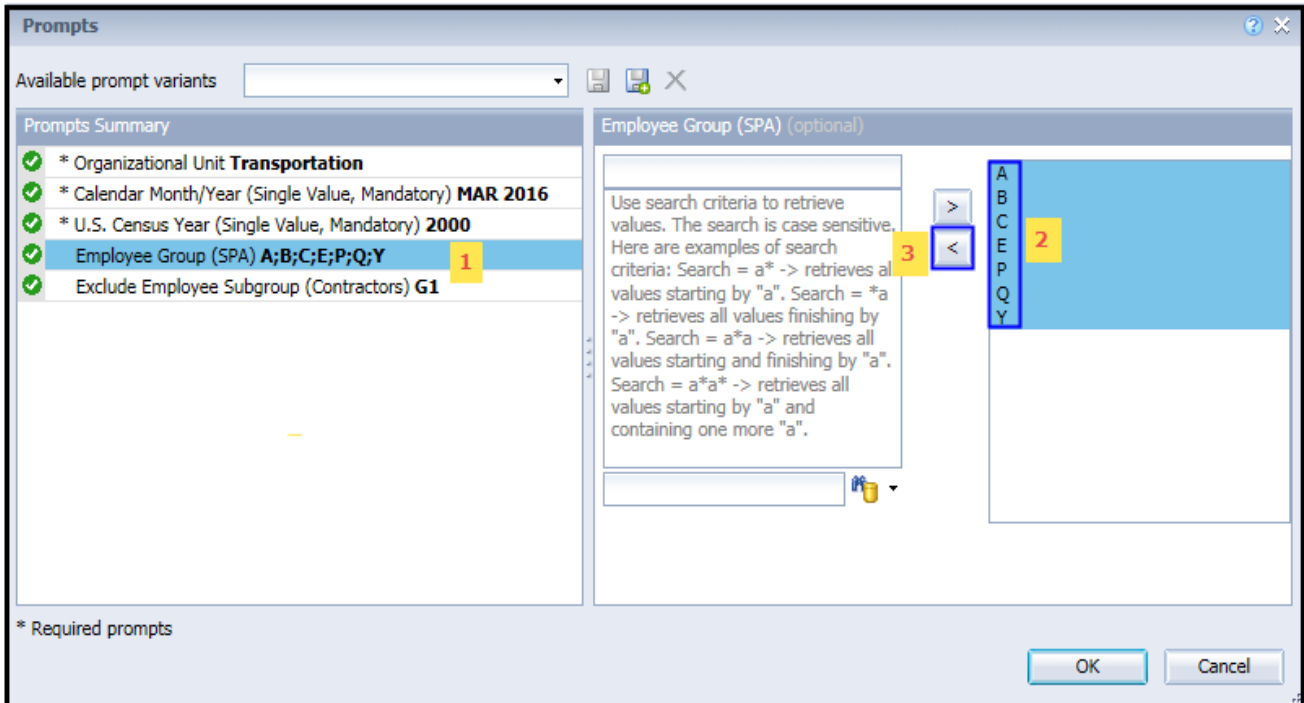 Prompts
Available prompt variants
Prompts Summary
* Organizational Unit Transportation
* Calendar Month/Year (Single Value, Mandatory) MAR 2016
* U.S. Census Year (Single Value, Mandatory) 2000
Employee Group (SPA) A;B;C;E;P;Q;Y
1
Exclude Employee Subgroup (Contractors) G1
Employee Group (SPA) (optional)
Use search criteria to retrieve
values. The search is case sensitive.
Here are examples of search
criteria: Search = a* -> retrieves all
values starting by "a". Search = *a
-> retrieves all values finishing by
"a". Search = a*a -> retrieves all
values starting and finishing by "a".
Search = a*a* -> retrieves all
values starting by "a" and
containing one more "a".
>
3
<
A
B
C
E
P
Q
Y
2
* Required prompts
OK
Cancel